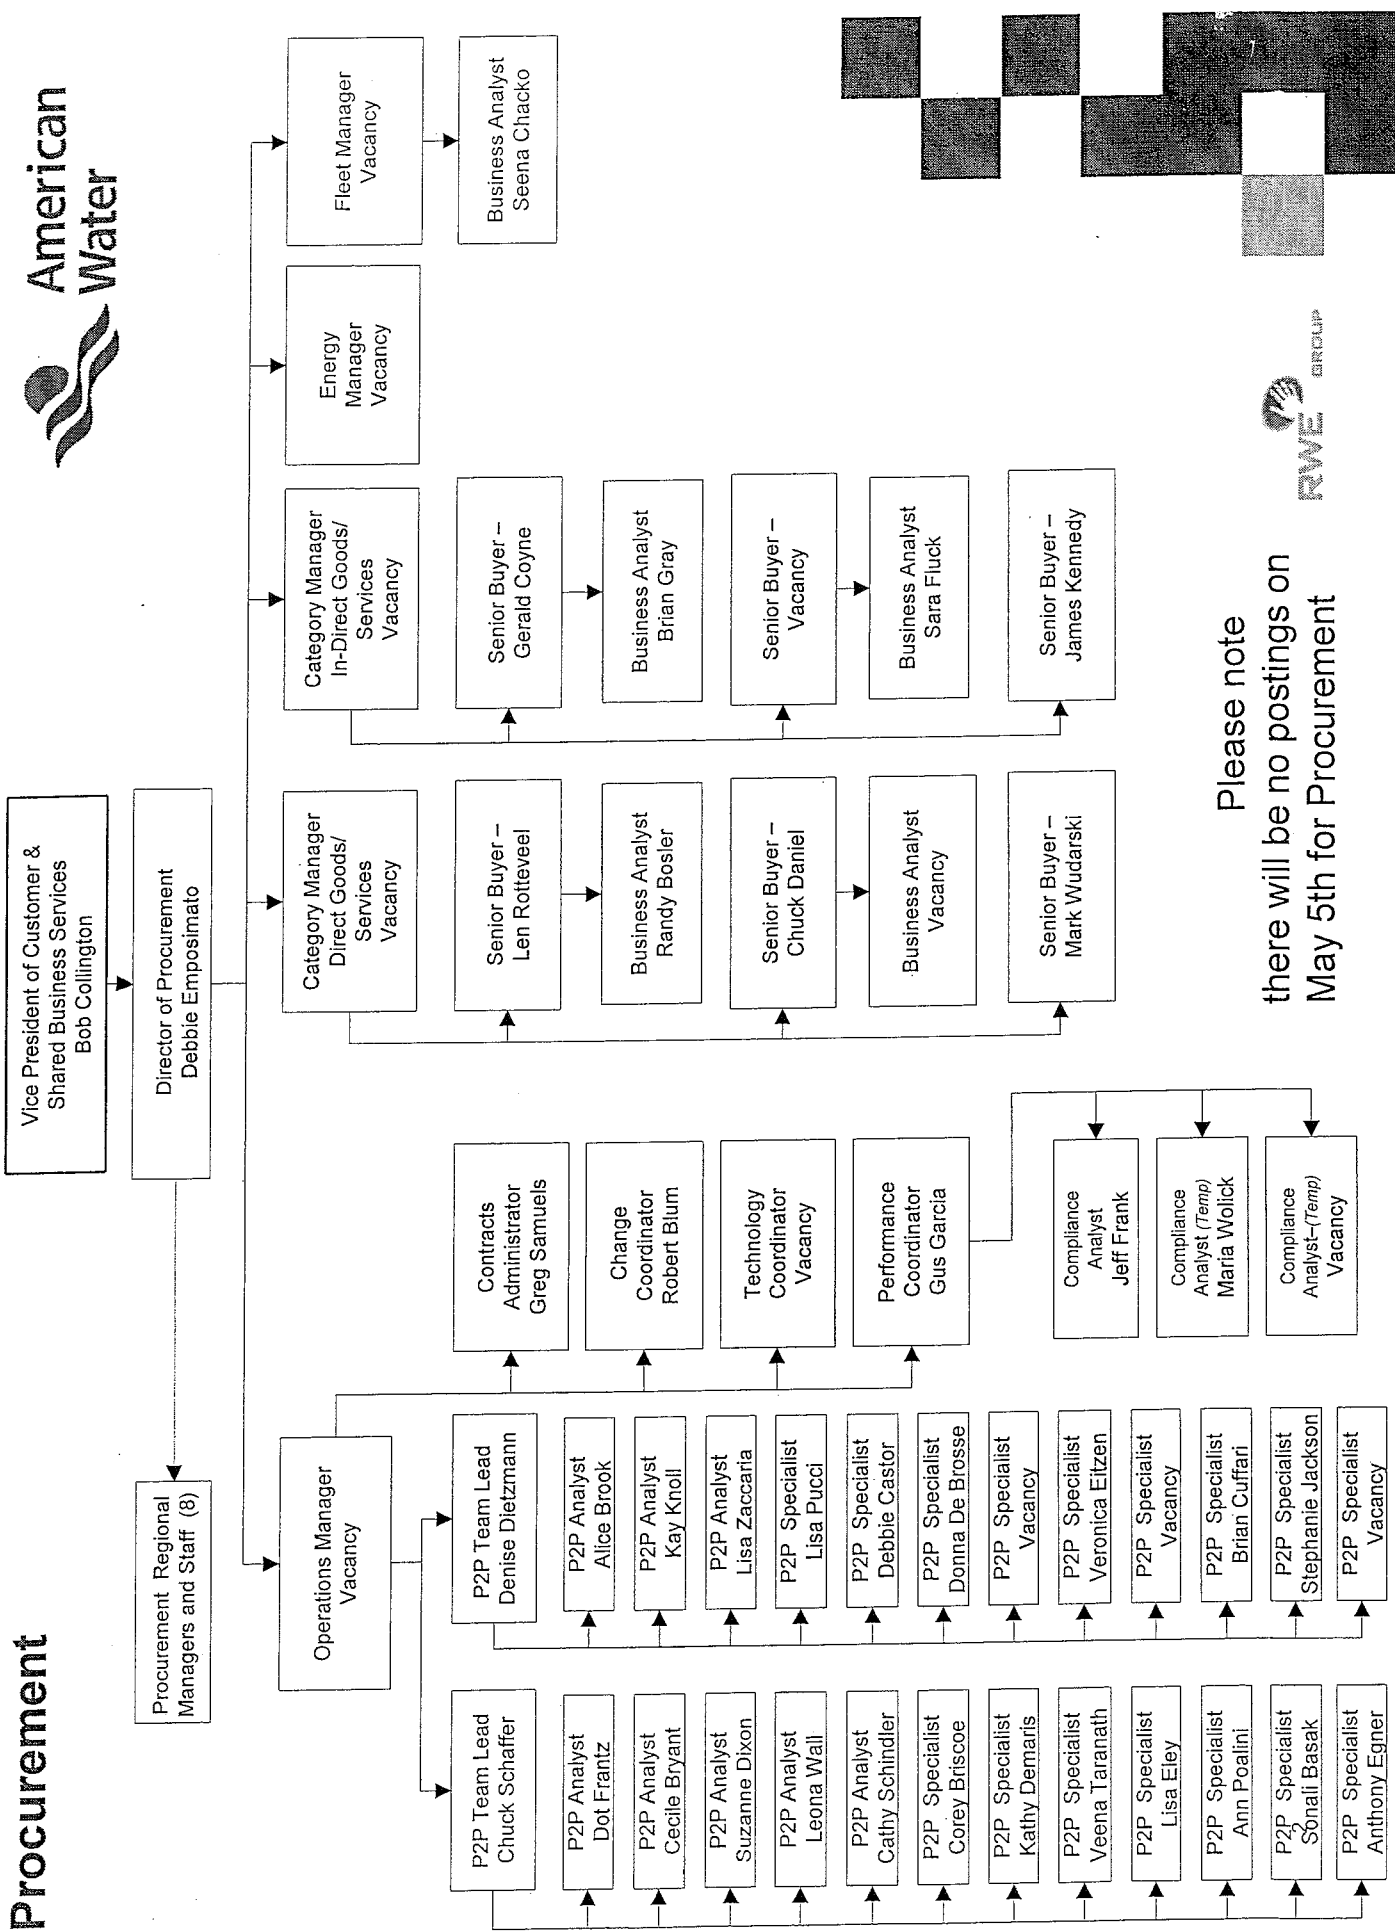 Procurement
American
Water
Vice President of Customer &
Shared Business Services
Bob Collington
Director of Procurement
Debbie Emposimato
Procurement Regional
Managers and Staff (8)
Operations Manager
Vacancy
Category Manager
Direct Goods/
Services
Vacancy
Category Manager
In-Direct Goods/
Services
Vacancy
Energy
Manager
Vacancy
Fleet Manager
Vacancy
P2P Team Lead
Chuck Schaffer
P2P Analyst
Dot Frantz
P2P Analyst
Cecile Bryant
P2P Analyst
Suzanne Dixon
P2P Analyst
Leona Wall
P2P Analyst
Cathy Schindler
P2P Specialist
Corey Briscoe
P2P Specialist
Kathy Demaris
P2P Specialist
Veena Taranath
P2P Specialist
Lisa Eley
P2P Specialist
Ann Poalini
P2P Specialist
Sonali Basak
P2P Specialist
Anthony Egner
P2P Team Lead
Denise Dietzmann
P2P Analyst
Alice Brook
P2P Analyst
Kay Knoll
P2P Analyst
Lisa Zaccaria
P2P Specialist
Lisa Pucci
P2P Specialist
Debbie Castor
P2P Specialist
Donna De Brosse
P2P Specialist
Vacancy
P2P Specialist
Veronica Eitzen
P2P Specialist
Vacancy
P2P Specialist
Brian Cuffari
P2P Specialist
Stephanie Jackson
P2P Specialist
Vacancy
Contracts
Administrator
Greg Samuels
Change
Coordinator
Robert Blum
Technology
Coordinator
Vacancy
Performance
Coordinator
Gus Garcia
Compliance
Analyst
Jeff Frank
Compliance
Analyst (Temp)
Maria Wolick
Compliance
Analyst–(Temp)
Vacancy
Senior Buyer –
Len Rotteveel
Business Analyst
Randy Bosler
Senior Buyer –
Chuck Daniel
Business Analyst
Vacancy
Senior Buyer –
Mark Wudarski
Senior Buyer –
Gerald Coyne
Business Analyst
Brian Gray
Senior Buyer –
Vacancy
Business Analyst
Sara Fluck
Senior Buyer –
James Kennedy
Business Analyst
Seena Chacko
Please note
there will be no postings on
May 5th for Procurement
RWE GROUP